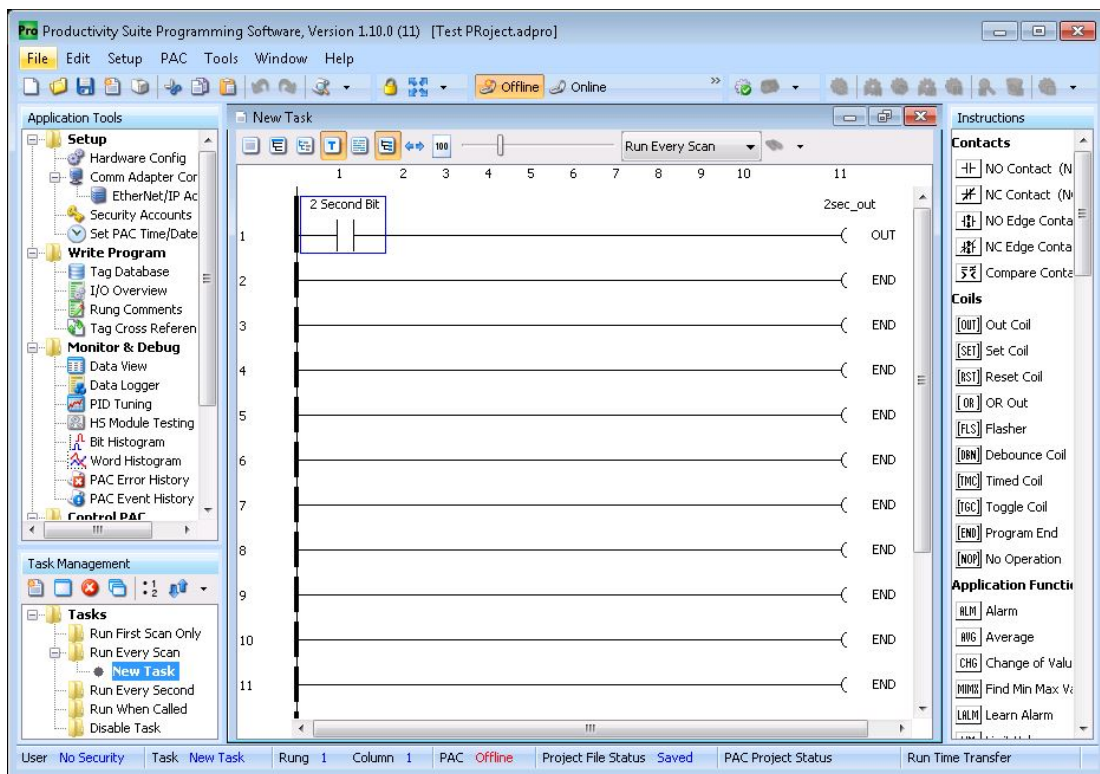 Pro Productivity Suite Programming Software, Version 1.10.0 (11) [Test PRoject.adpro]
File Edit Setup PAC Tools Window Help
Offline Online »
Application Tools
Setup
Hardware Config
Comm Adapter Cor
EtherNet/IP Ac
Security Accounts
Set PAC Time/Date
Write Program
Tag Database
I/O Overview
Rung Comments
Tag Cross Referen
Monitor & Debug
Data View
Data Logger
PID Tuning
HS Module Testing
Bit Histogram
Word Histogram
PAC Error History
PAC Event History
Control PAC
Task Management
Tasks
Run First Scan Only
Run Every Scan
New Task
Run Every Second
Run When Called
Disable Task
New Task
T 100 Run Every Scan
1 2 3 4 5 6 7 8 9 10 11
2 Second Bit 2sec_out
1 OUT
2 END
3 END
4 END
5 END
6 END
7 END
8 END
9 END
10 END
11 END
Instructions
Contacts
NO Contact (N
NC Contact (N
NO Edge Conta
NC Edge Conta
Compare Conta
Coils
[OUT] Out Coil
[SET] Set Coil
[RST] Reset Coil
[OR] OR Out
[FLS] Flasher
[DBN] Debounce Coil
[TMC] Timed Coil
[TGC] Toggle Coil
[END] Program End
[NOP] No Operation
Application Functi
ALM Alarm
AVG Average
CHG Change of Valu
MIMX Find Min Max Va
LALM Learn Alarm
User No Security Task New Task Rung 1 Column 1 PAC Offline Project File Status Saved PAC Project Status Run Time Transfer